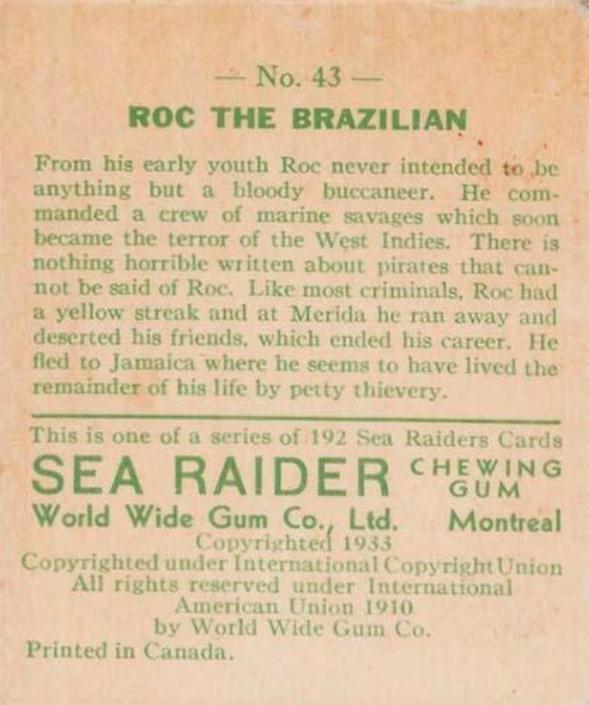 — No. 43 —
ROC THE BRAZILIAN
From his early youth Roc never intended to be
anything but a bloody buccaneer. He com-
manded a crew of marine savages which soon
became the terror of the West Indies. There is
nothing horrible written about pirates that can-
not be said of Roc. Like most criminals, Roc had
a yellow streak and at Merida he ran away and
deserted his friends, which ended his career. He
fled to Jamaica where he seems to have lived the
remainder of his life by petty thievery.
This is one of a series of 192 Sea Raiders Cards
SEA RAIDER CHEWING GUM
World Wide Gum Co., Ltd. Montreal
Copyrighted 1933
Copyrighted under International Copyright Union
All rights reserved under International
American Union 1910
by World Wide Gum Co.
Printed in Canada.